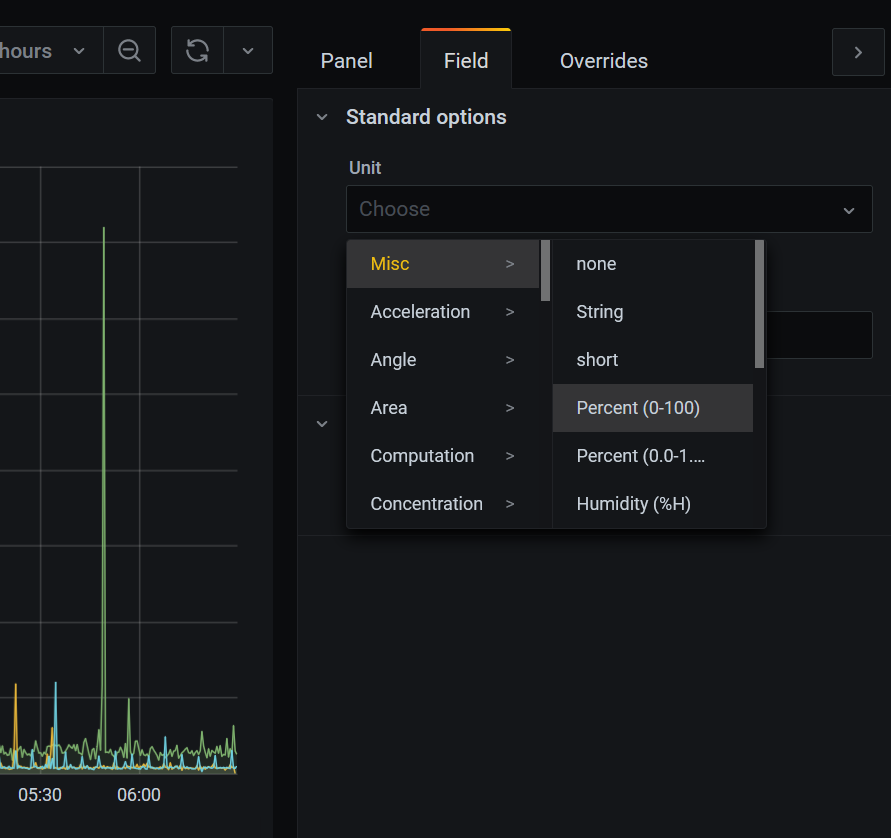 hours
Panel
Field
Overrides
Standard options
Unit
Choose
Misc >
Acceleration >
Angle >
Area >
Computation >
Concentration >
none
String
short
Percent (0-100)
Percent (0.0-1....
Humidity (%H)
05:30
06:00